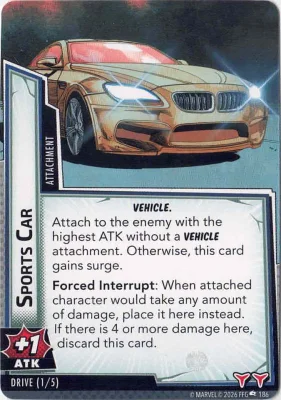 ATTACHMENT
SPORTS CAR
VEHICLE.
Attach to the enemy with the
highest ATK without a VEHICLE
attachment. Otherwise, this card
gains surge.
Forced Interrupt: When attached
character would take any
amount of damage, place it here instead.
If there is 4 or more damage here,
discard this card.
+1
ATK
DRIVE (1/5)
© MARVEL © 2026 FFG 186